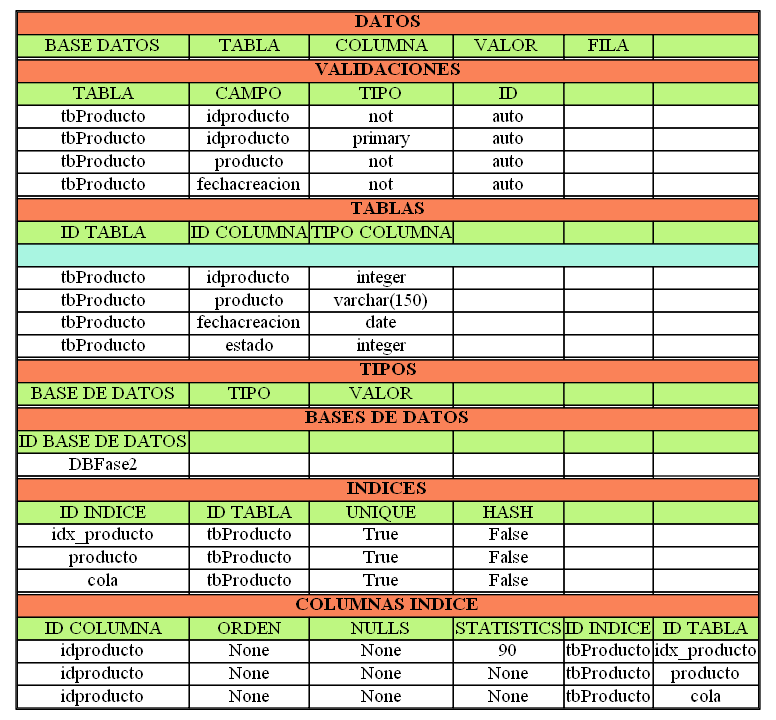 DATOS
BASE DATOS TABLA COLUMNA VALOR FILA
VALIDACIONES
TABLA CAMPO TIPO ID
tbProducto idproducto not auto
tbProducto idproducto primary auto
tbProducto producto not auto
tbProducto fechacreacion not auto
TABLAS
ID TABLA ID COLUMNA TIPO COLUMNA
tbProducto idproducto integer
tbProducto producto varchar(150)
tbProducto fechacreacion date
tbProducto estado integer
TIPOS
BASE DE DATOS TIPO VALOR
BASES DE DATOS
ID BASE DE DATOS
DBFase2
INDICES
ID INDICE ID TABLA UNIQUE HASH
idx_producto tbProducto True False
producto tbProducto True False
cola tbProducto True False
COLUMNAS INDICE
ID COLUMNA ORDEN NULLS STATISTICS ID INDICE ID TABLA
idproducto None None 90 tbProducto idx_producto
idproducto None None None tbProducto producto
idproducto None None None tbProducto cola